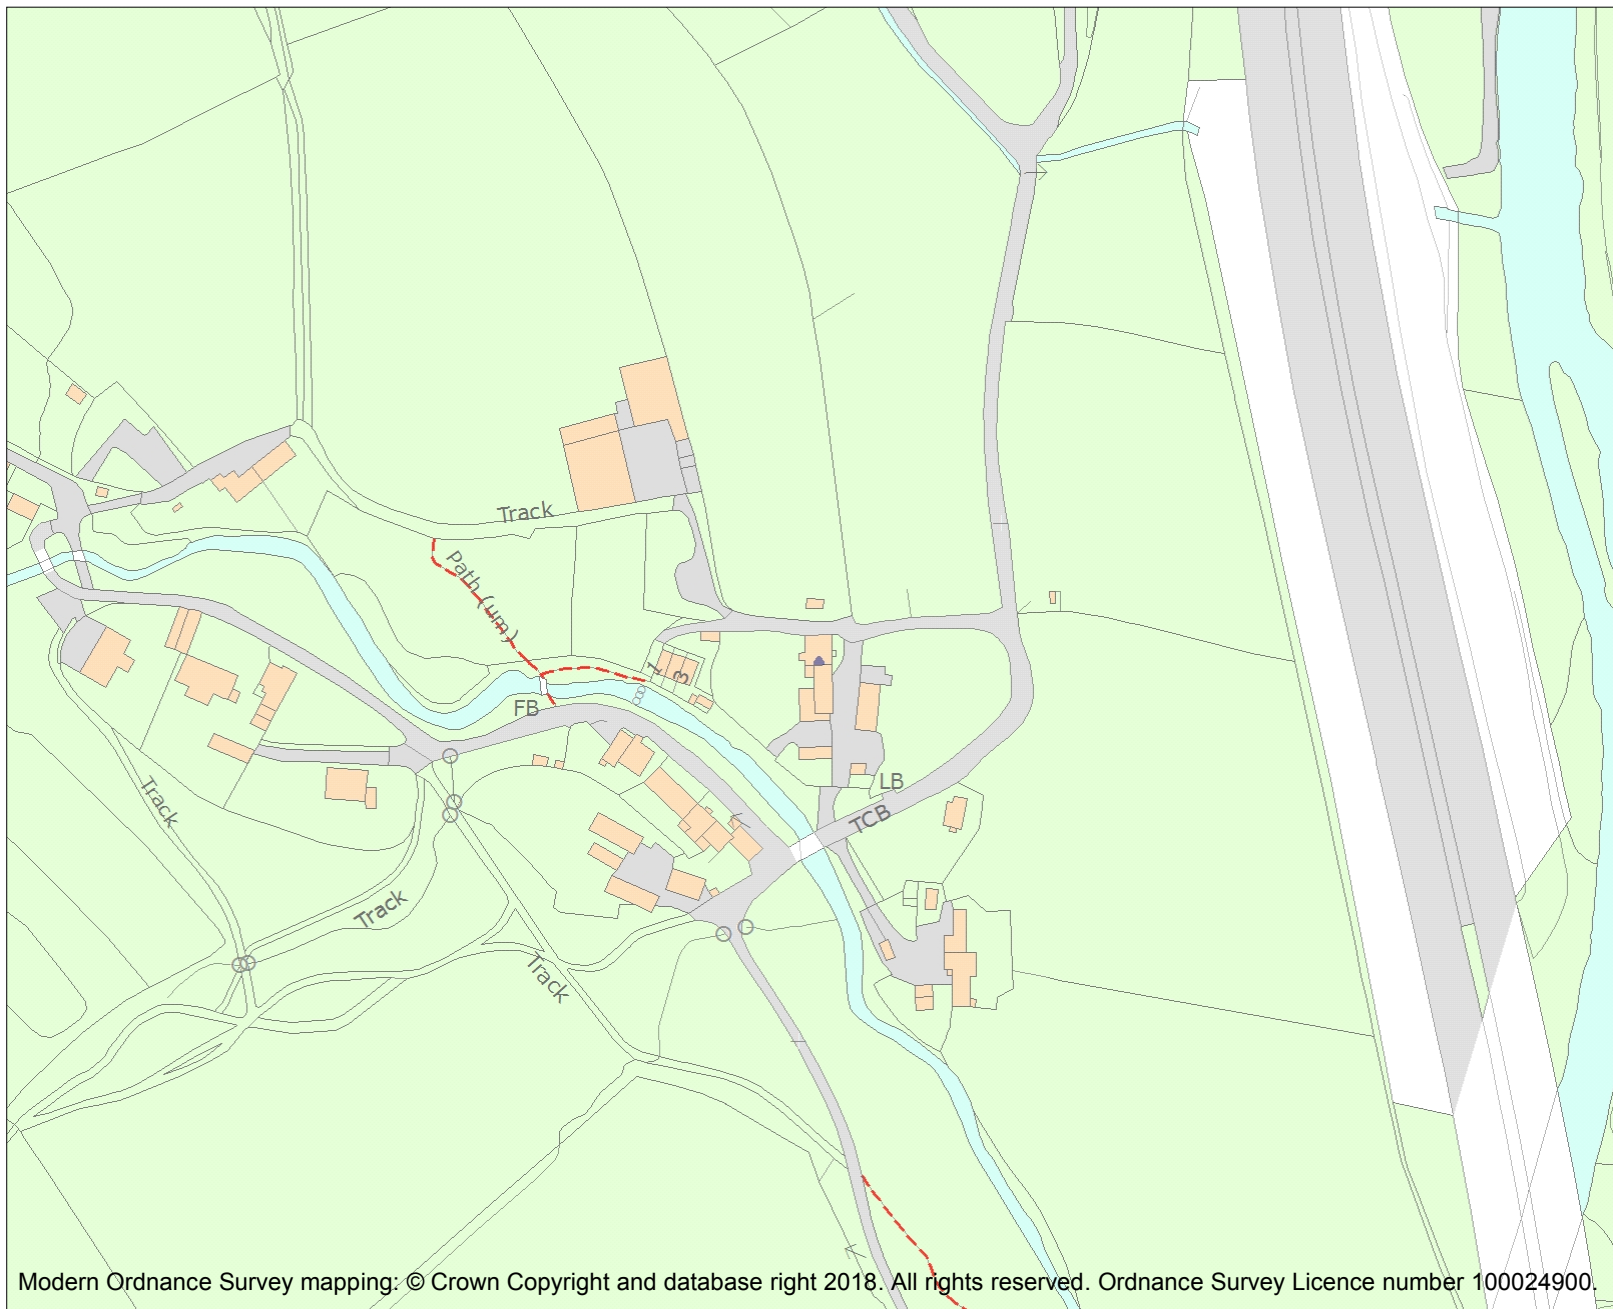 Track
Path (um)
1
3
FB
Track
LB
TCB
Track
Track
Modern Ordnance Survey mapping: © Crown Copyright and database right 2018. All rights reserved. Ordnance Survey Licence number 100024900.